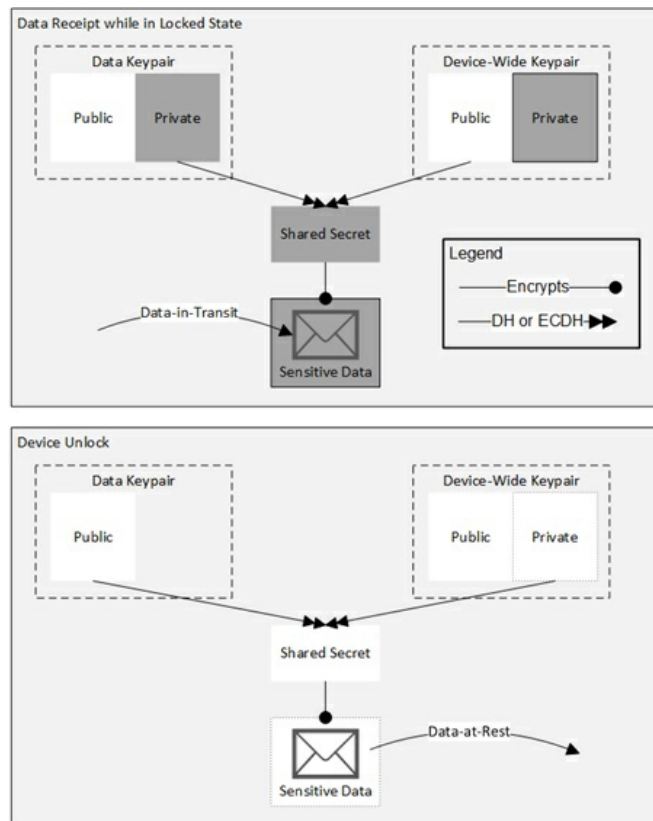 Data Receipt while in Locked State
Data Keypair
Device-Wide Keypair
Public
Private
Public
Private
Shared Secret
Legend
Encrypts
DH or ECDH
Data-in-Transit
Sensitive Data
Device Unlock
Data Keypair
Device-Wide Keypair
Public
Public
Private
Shared Secret
Data-at-Rest
Sensitive Data